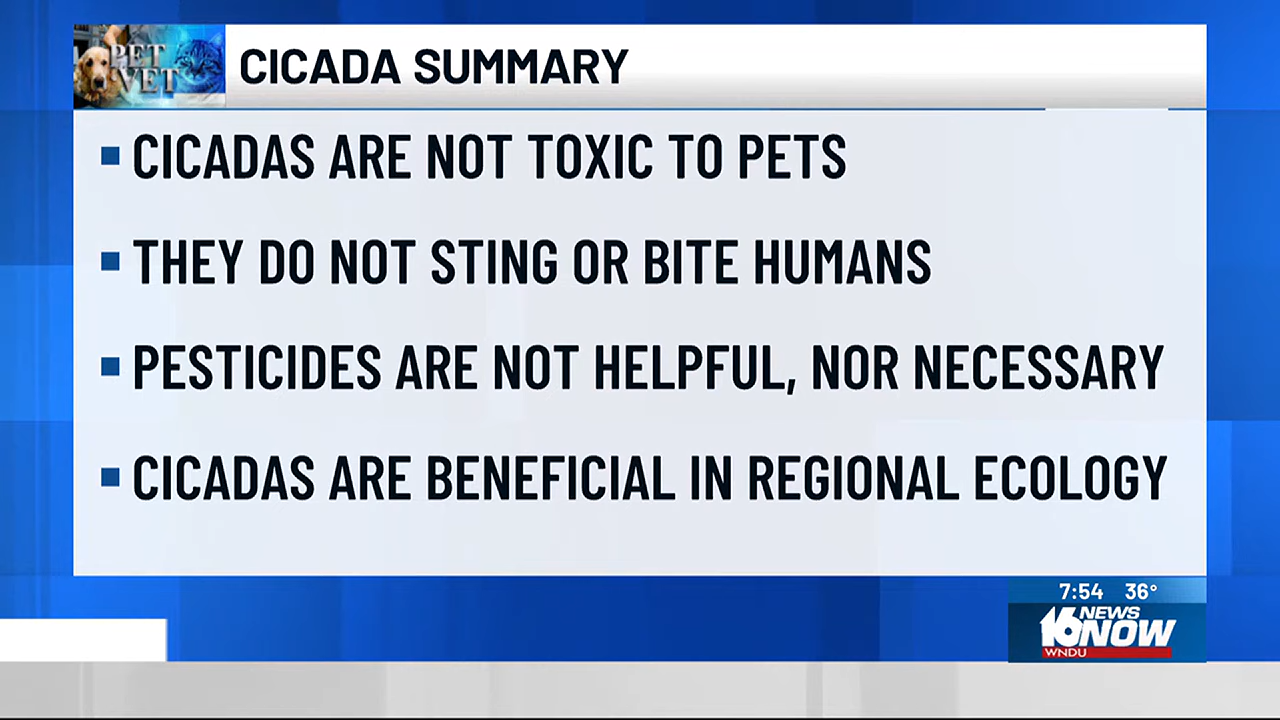 PET
VET
CICADA SUMMARY
CICADAS ARE NOT TOXIC TO PETS
THEY DO NOT STING OR BITE HUMANS
PESTICIDES ARE NOT HELPFUL, NOR NECESSARY
CICADAS ARE BENEFICIAL IN REGIONAL ECOLOGY
7:54 36°
16 NEWS NOW
WNDU